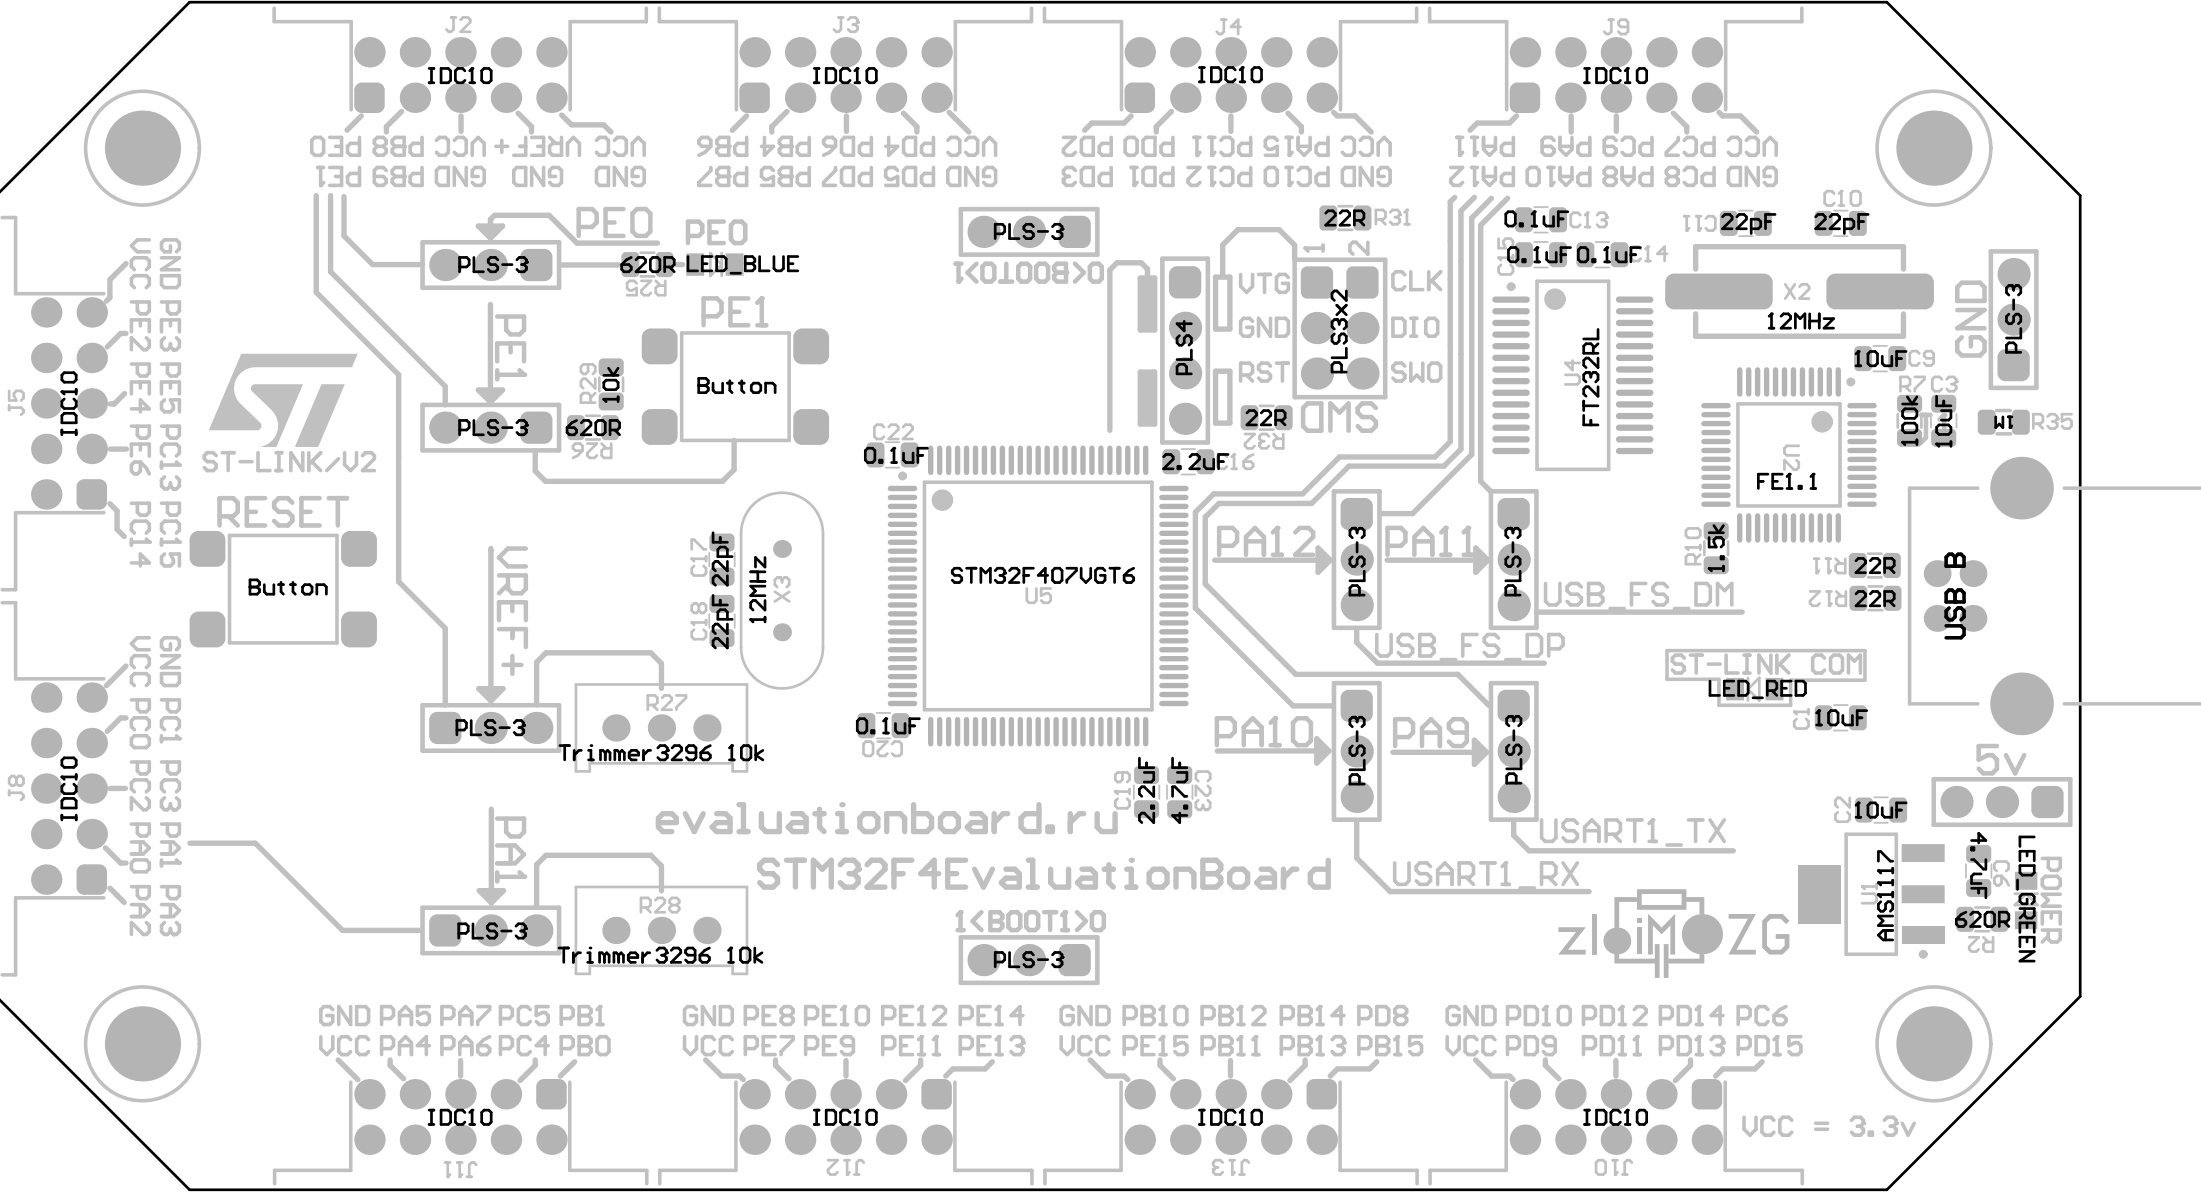 J2
J3
J4
J9
IDC10
IDC10
IDC10
IDC10
PE0 PB8 VCC VREF+ VCC
PE1 PB9 GND GND GND
PB6 PB4 PD6 PD4 VCC
PB7 PB5 PD7 PD5 GND
PD2 PD0 PC11 PA15 VCC
PD3 PD1 PC12 PC10 GND
PA11 PA9 PC9 PC7 VCC
PA12 PA10 PA8 PC8 GND
PE0
PE0
PLS-3
620R
R25
LED_BLUE
PE1
PE1
PLS-3
R29
10k
620R
R26
Button
PLS-3
0<BOOT0>1
22R
R31
1 2
VTG
GND
RST
CLK
DIO
SWO
PLS4
PLS3x2
22R
R32
SWD
0.1uF
C13
C15
0.1uF
0.1uF
C14
U4
FT232RL
C11
22pF
C10
22pF
X2
12MHz
GND
PLS-3
10uF
C9
R7
C3
100k
10uF
1M
R35
U2
FE1.1
R10
1.5k
R11
22R
R12
22R
USB B
J5
IDC10
GND PE3 PE5 PC13 PC15
VCC PE2 PE4 PE6 PC14
ST-LINK/V2
RESET
Button
J8
IDC10
GND PC1 PC3 PA1 PA3
VCC PC0 PC2 PA0 PA2
VREF+
PLS-3
R27
Trimmer3296 10k
PA1
PLS-3
R28
Trimmer3296 10k
C17
22pF
C18
22pF
12MHz
X3
C22
0.1uF
2.2uF
C16
STM32F407VGT6
U5
0.1uF
C20
C19
2.2uF
4.7uF
C23
PA12
PLS-3
PA11
PLS-3
USB_FS_DM
USB_FS_DP
PA10
PLS-3
PA9
PLS-3
USART1_TX
USART1_RX
ST-LINK COM
LED_RED
C1
10uF
5v
C2
10uF
U1
AMS1117
4.7uF
C6
620R
R2
LED_GREEN
POWER
evaluationboard.ru
STM32F4EvaluationBoard
1<BOOT1>0
PLS-3
zl iM ZG
GND PA5 PA7 PC5 PB1
VCC PA4 PA6 PC4 PB0
GND PE8 PE10 PE12 PE14
VCC PE7 PE9 PE11 PE13
GND PB10 PB12 PB14 PD8
VCC PE15 PB11 PB13 PB15
GND PD10 PD12 PD14 PC6
VCC PD9 PD11 PD13 PD15
IDC10
IDC10
IDC10
IDC10
VCC = 3.3v
J11
J12
J13
J10